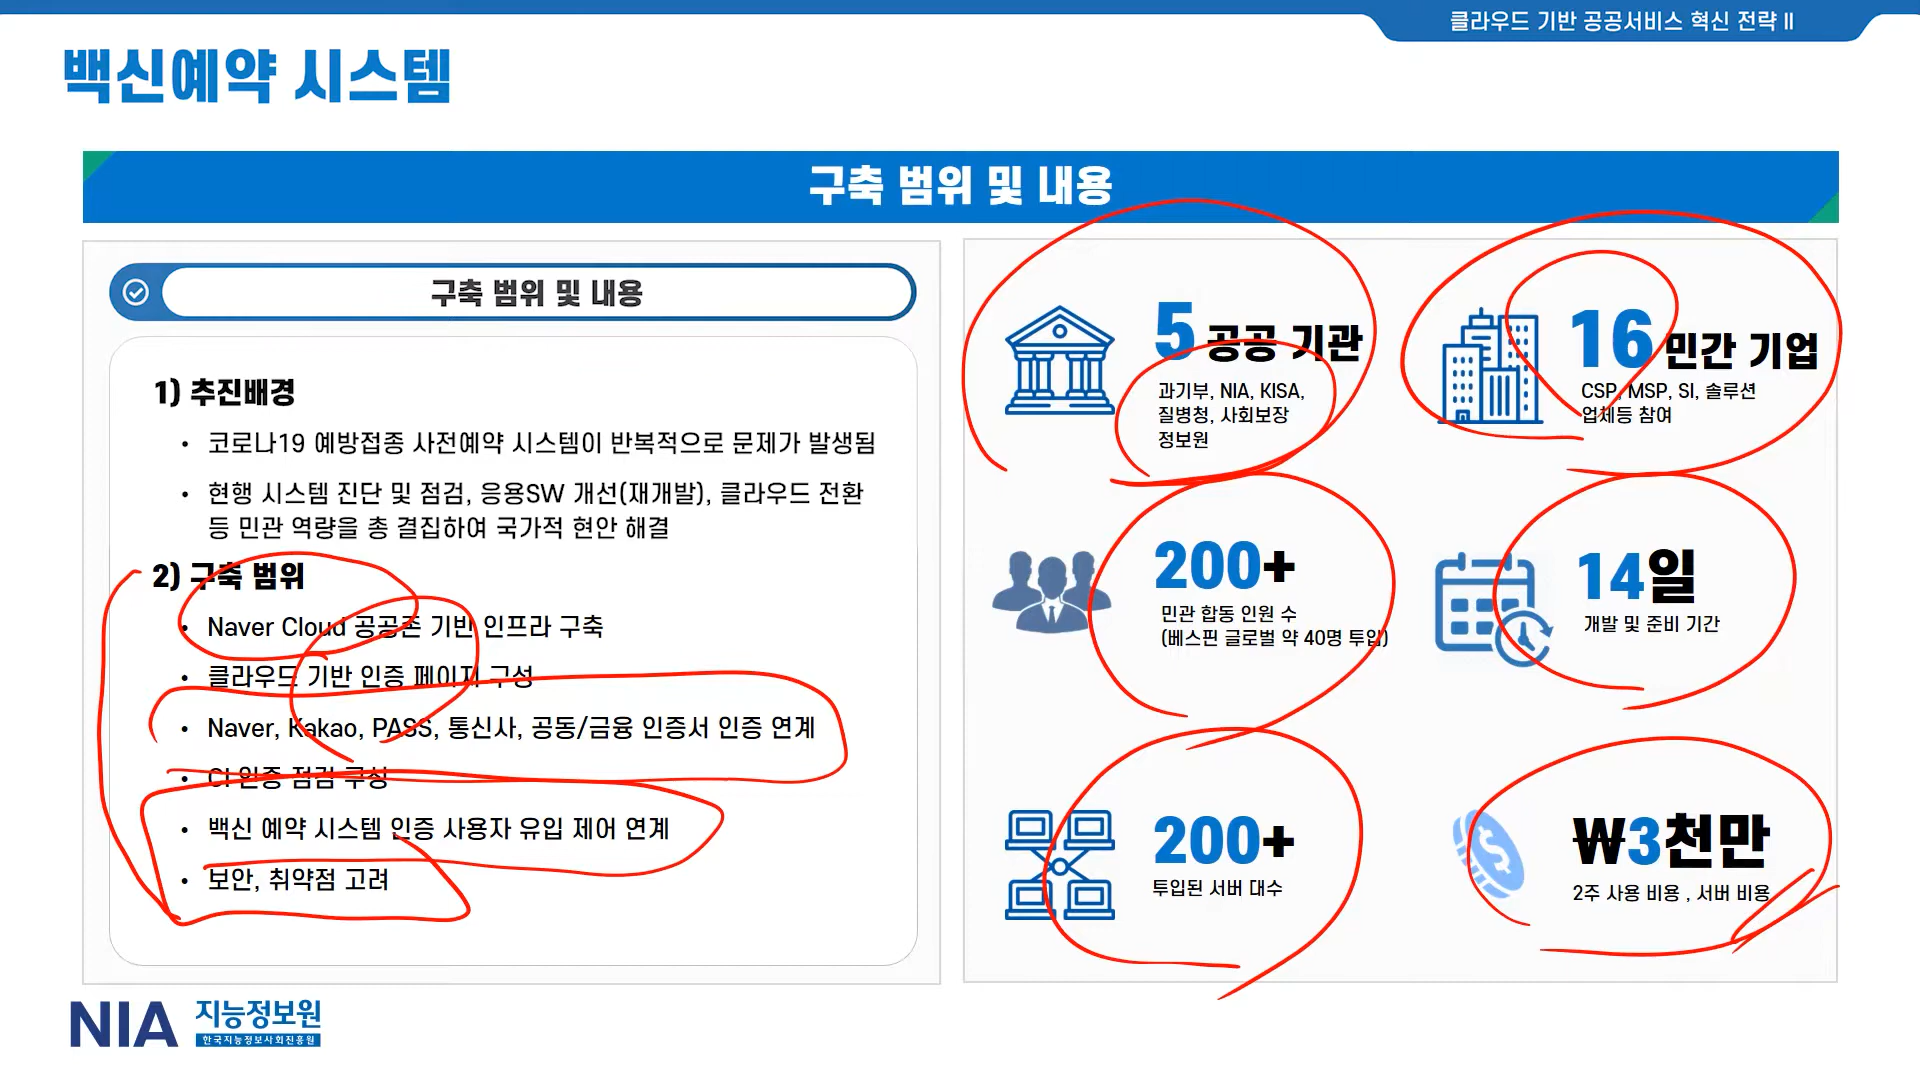 클라우드 기반 공공서비스 혁신 전략 II
백신예약 시스템
구축 범위 및 내용
구축 범위 및 내용
1) 추진배경
• 코로나19 예방접종 사전예약 시스템이 반복적으로 문제가 발생됨
• 현행 시스템 진단 및 점검, 응용SW 개선(재개발), 클라우드 전환
등 민관 역량을 총 결집하여 국가적 현안 해결
2) 구축 범위
• Naver Cloud 공공존 기반 인프라 구축
• 클라우드 기반 인증 페이지 구성
• Naver, Kakao, PASS, 통신사, 공동/금융 인증서 인증 연계
• CI 인증 점검 구성
• 백신 예약 시스템 인증 사용자 유입 제어 연계
• 보안, 취약점 고려
5 공공 기관
과기부, NIA, KISA,
질병청, 사회보장
정보원
16 민간 기업
CSP, MSP, SI, 솔루션
업체등 참여
200+
민관 합동 인원 수
(베스핀 글로벌 약 40명 투입)
14일
개발 및 준비 기간
200+
투입된 서버 대수
₩3천만
2주 사용 비용 , 서버 비용
NIA 지능정보원
한국지능정보사회진흥원